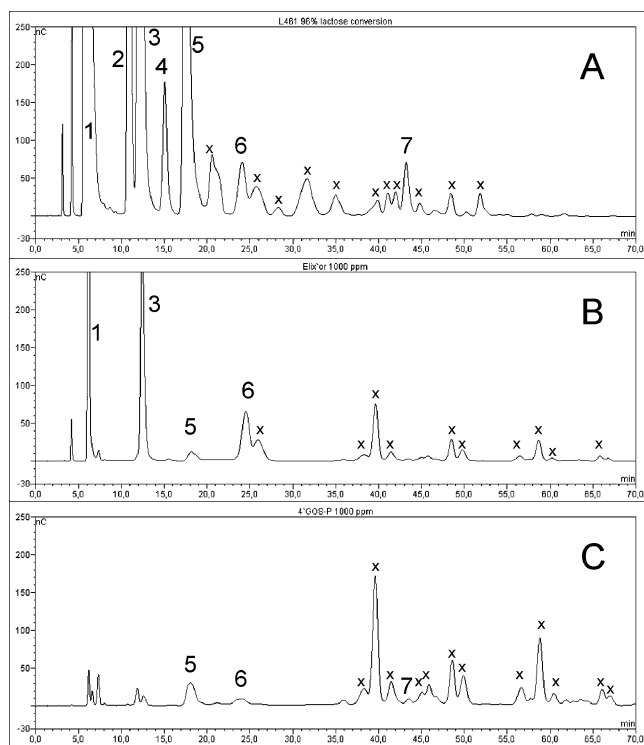 L461 96% lactose conversion
250
nC
200
150
100
50
-30
1
2
3
4
5
x
6
x
x
x
x
x
x
x
7
x
x
x
A
min
0,0 5,0 10,0 15,0 20,0 25,0 30,0 35,0 40,0 45,0 50,0 55,0 60,0 65,0 70,0
Elix`or 1000 ppm
250
nC
200
150
100
50
-30
1
3
5
6
x
x
x
x
x
x
x
x
x
x
B
min
0,0 5,0 10,0 15,0 20,0 25,0 30,0 35,0 40,0 45,0 50,0 55,0 60,0 65,0 70,0
4`GOS-P 1000 ppm
250
nC
200
150
100
50
-30
5
6
x
x
x
7
x
x
x
x
x
x
x
x
x
C
min
0,0 5,0 10,0 15,0 20,0 25,0 30,0 35,0 40,0 45,0 50,0 55,0 60,0 65,0 70,0